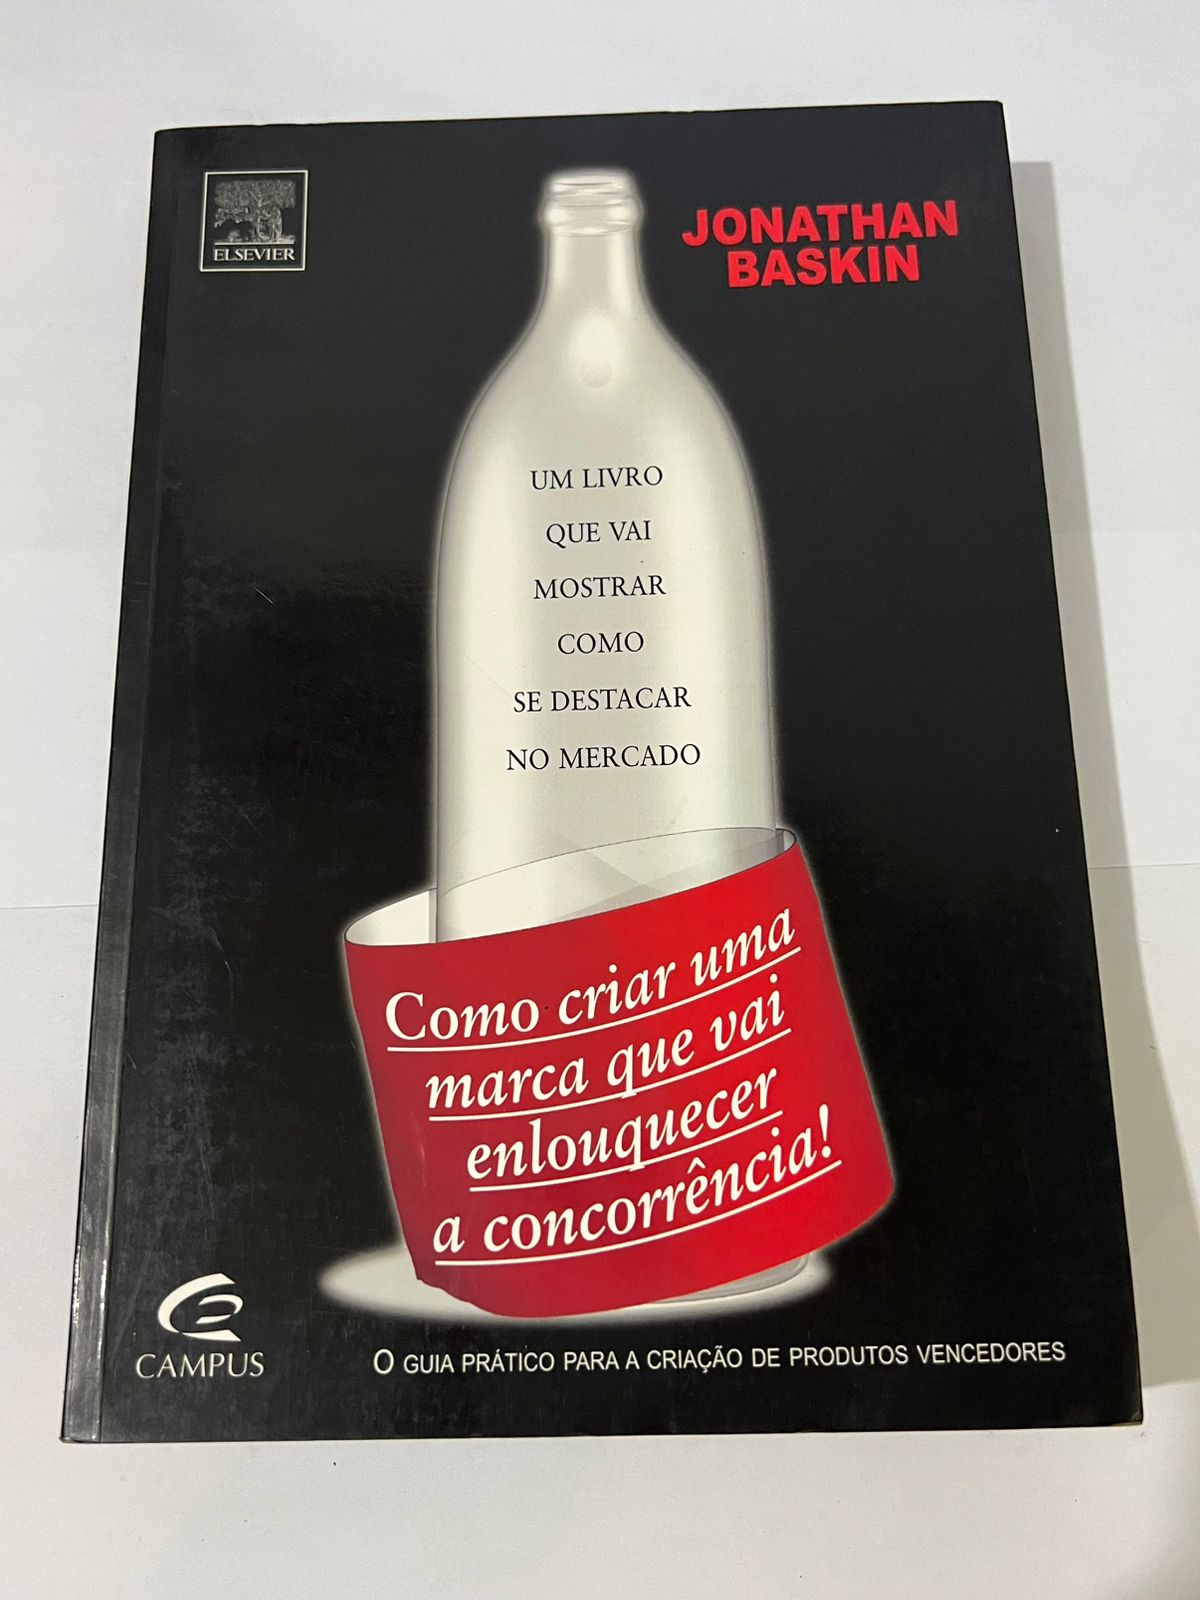 ELSEVIER
JONATHAN
BASKIN
UM LIVRO
QUE VAI
MOSTRAR
COMO
SE DESTACAR
NO MERCADO
Como criar uma
marca que vai
enlouquecer
a concorrência!
CAMPUS
O GUIA PRÁTICO PARA A CRIAÇÃO DE PRODUTOS VENCEDORES